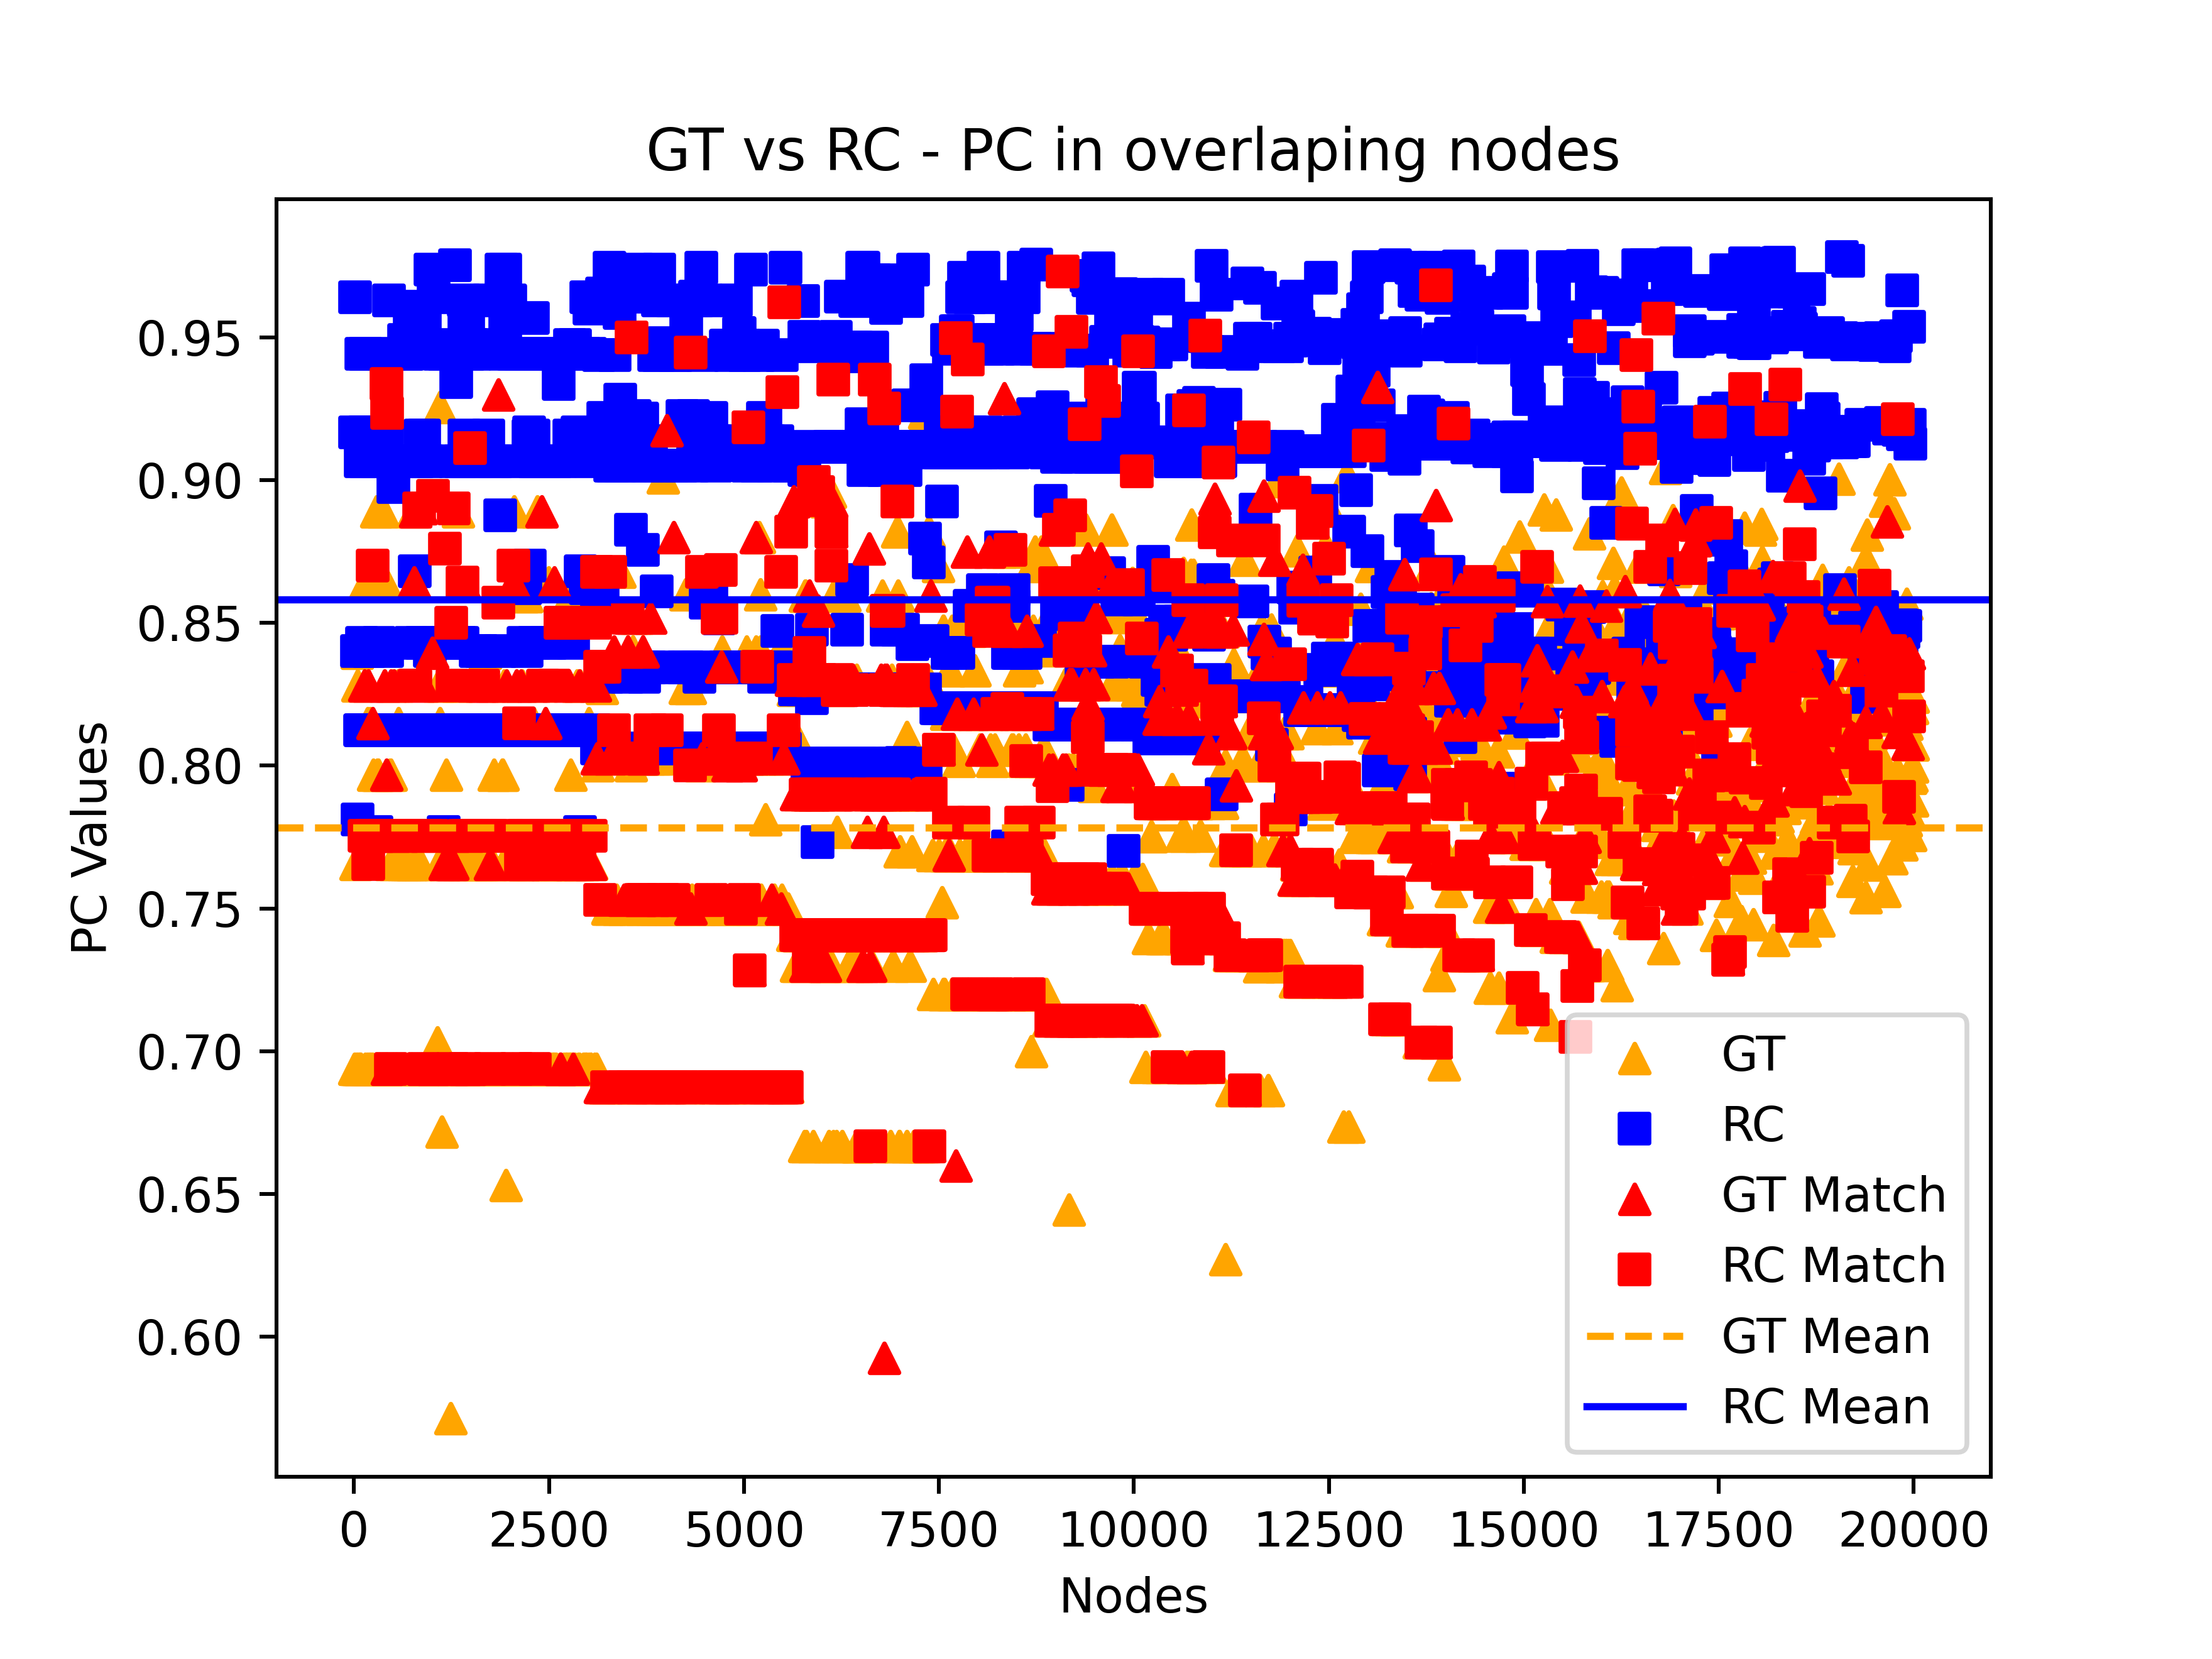 GT vs RC - PC in overlaping nodes
PC Values
0.95
0.90
0.85
0.80
0.75
0.70
0.65
0.60
GT
RC
GT Match
RC Match
GT Mean
RC Mean
0 2500 5000 7500 10000 12500 15000 17500 20000
Nodes